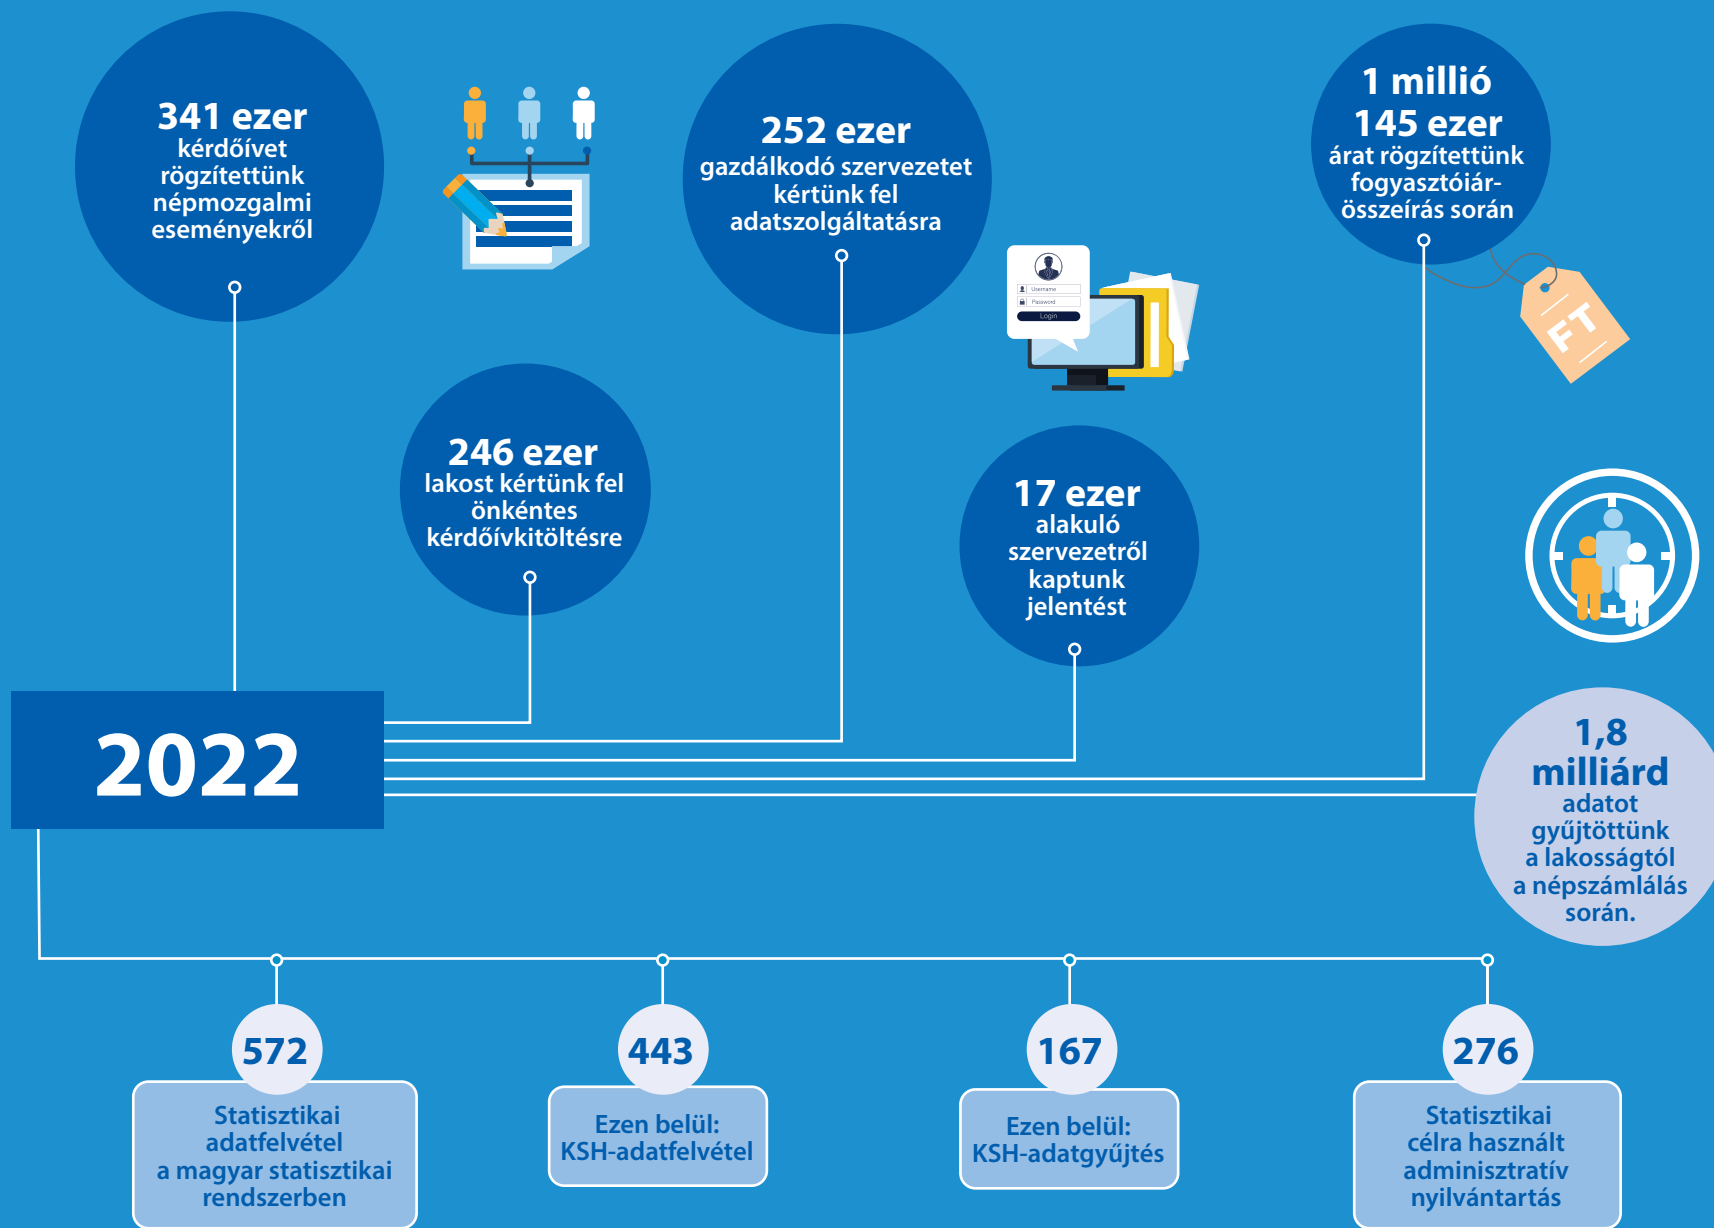 341 ezer
kérdőívet
rögzítettünk
népmozgalmi
eseményekről
252 ezer
gazdálkodó szervezetet
kértünk fel
adatszolgáltatásra
1 millió
145 ezer
árat rögzítettünk
fogyasztóiár-
összeírás során
Username
Password
Login
FT
246 ezer
lakost kértünk fel
önkéntes
kérdőívkitöltésre
17 ezer
alakuló
szervezetről
kaptunk
jelentést
2022
1,8
milliárd
adatot
gyűjtöttünk
a lakosságtól
a népszámlálás
során.
572
Statisztikai
adatfelvétel
a magyar statisztikai
rendszerben
443
Ezen belül:
KSH-adatfelvétel
167
Ezen belül:
KSH-adatgyűjtés
276
Statisztikai
célra használt
adminisztratív
nyilvántartás